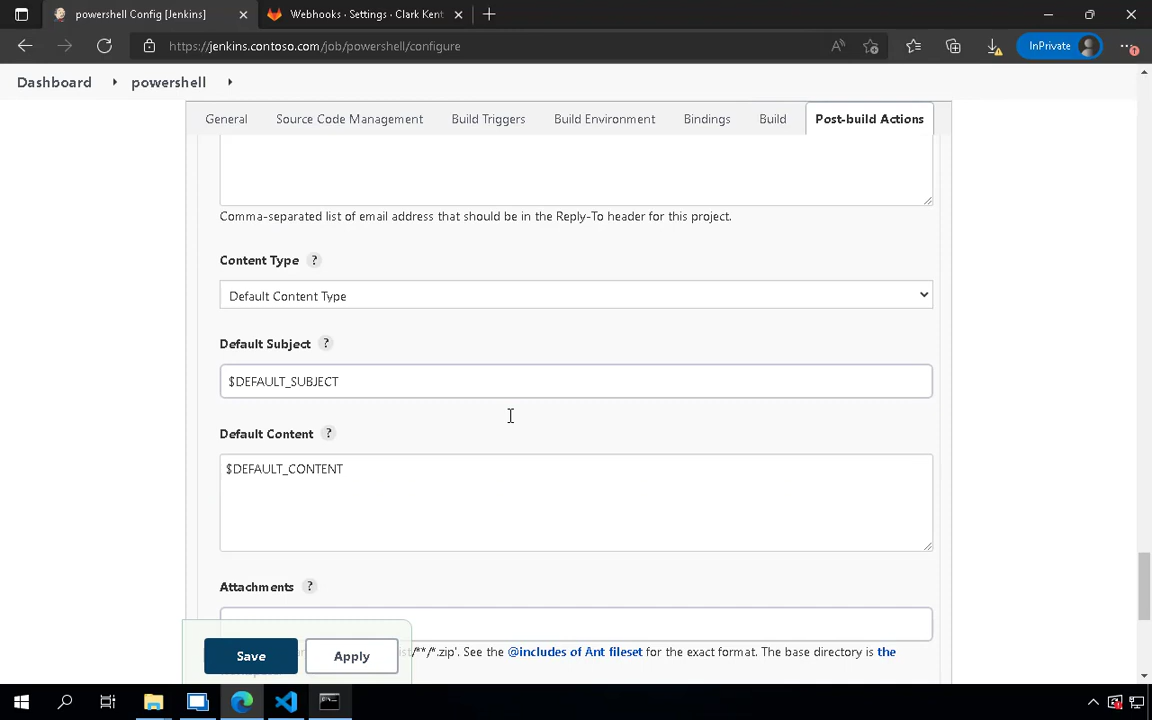 powershell Config [Jenkins]
Webhooks · Settings · Clark Kent
https://jenkins.contoso.com/job/powershell/configure
InPrivate
Dashboard
powershell
General
Source Code Management
Build Triggers
Build Environment
Bindings
Build
Post-build Actions
Comma-separated list of email address that should be in the Reply-To header for this project.
Content Type ?
Default Content Type
Default Subject ?
$DEFAULT_SUBJECT
Default Content ?
$DEFAULT_CONTENT
Attachments ?
Save
Apply
/**/*.zip'. See the @includes of Ant fileset for the exact format. The base directory is the